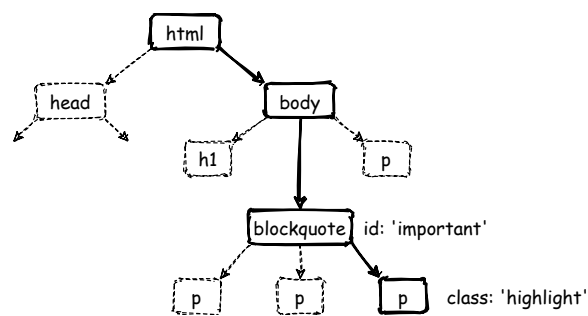 html
head
body
h1
p
blockquote id: 'important'
p
p
p class: 'highlight'